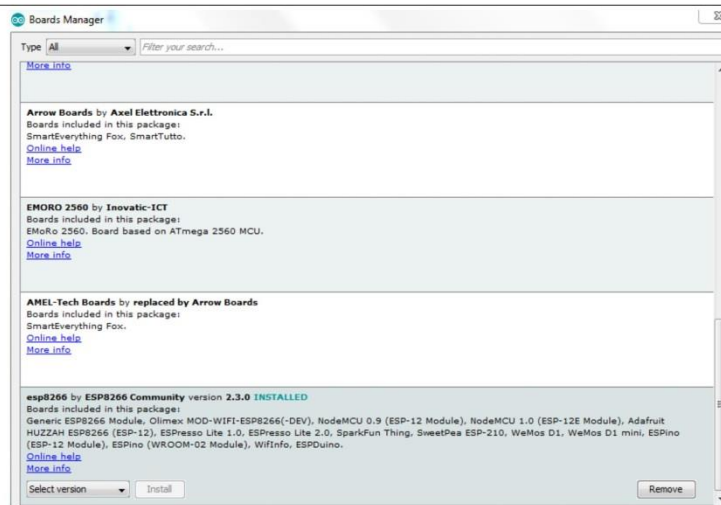 Boards Manager
Type All Filter your search...
More info
Arrow Boards by Axel Elettronica S.r.l.
Boards included in this package:
SmartEverything Fox, SmartTutto.
Online help
More info
EMORO 2560 by Inovatic-ICT
Boards included in this package:
EMoRo 2560. Board based on ATmega 2560 MCU.
Online help
More info
AMEL-Tech Boards by replaced by Arrow Boards
Boards included in this package:
SmartEverything Fox.
Online help
More info
esp8266 by ESP8266 Community version 2.3.0 INSTALLED
Boards included in this package:
Generic ESP8266 Module, Olimex MOD-WIFI-ESP8266(-DEV), NodeMCU 0.9 (ESP-12 Module), NodeMCU 1.0 (ESP-12E Module), Adafruit
HUZZAH ESP8266 (ESP-12), ESPresso Lite 1.0, ESPresso Lite 2.0, SparkFun Thing, SweetPea ESP-210, WeMos D1, WeMos D1 mini, ESPino
(ESP-12 Module), ESPino (WROOM-02 Module), WifInfo, ESPDuino.
Online help
More info
Select version Install Remove